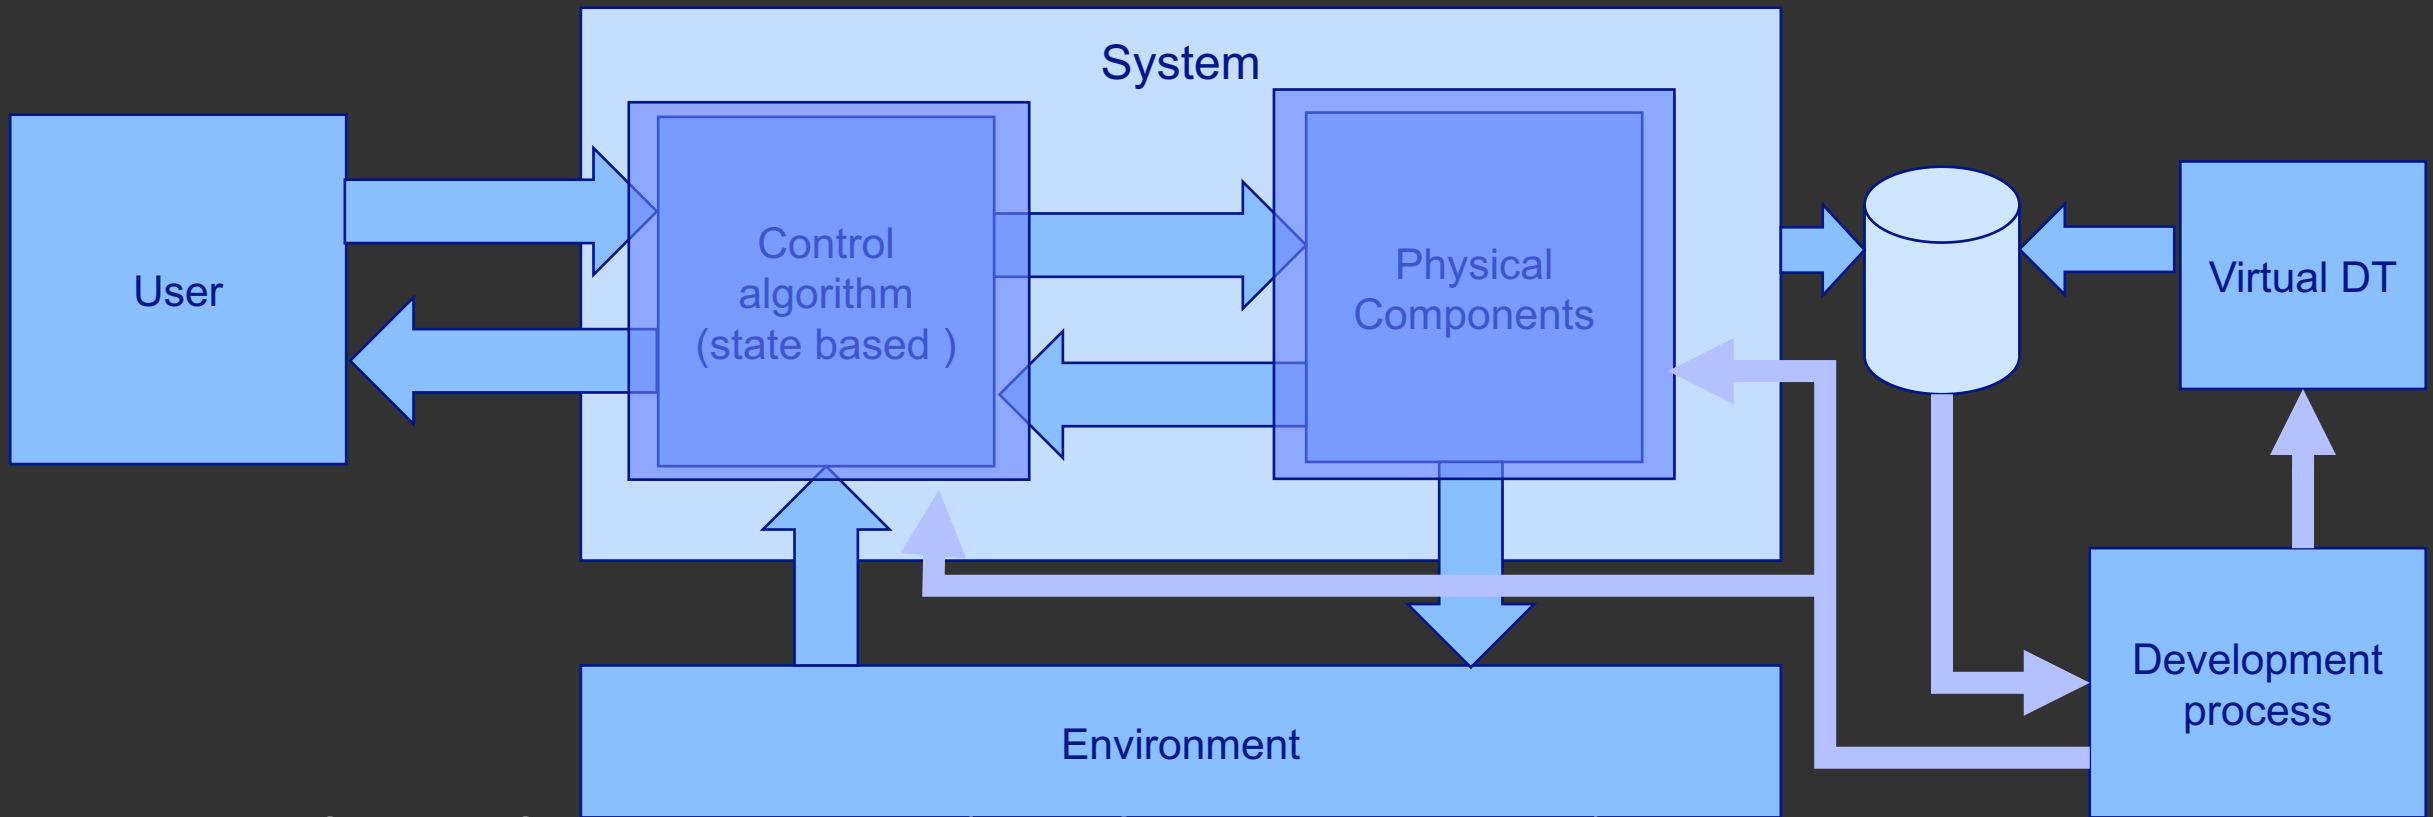 System
User
Control
algorithm
(state based )
Physical
Components
Virtual DT
Development
process
Environment